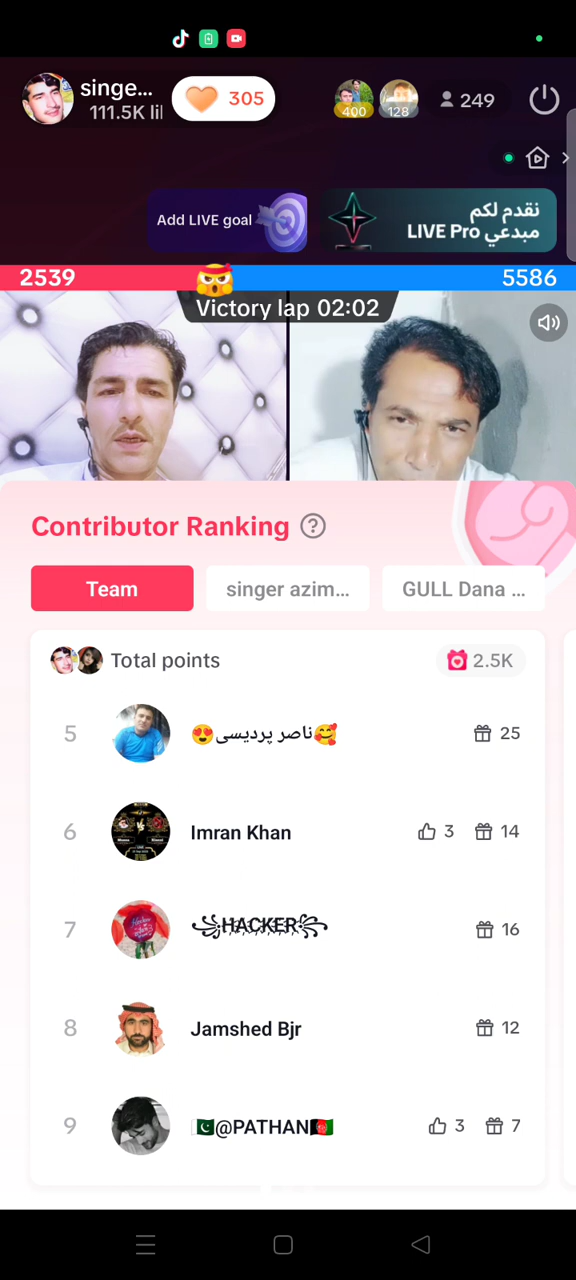 singe...
111.5K lil
305
400
128
249
Add LIVE goal
نقدم لكم
مبدعي LIVE Pro
2539
5586
Victory lap 02:02
Contributor Ranking
Team
singer azim...
GULL Dana ...
Total points
2.5K
5
😍ناصر پردیسی🥰
25
6
Imran Khan
3
14
7
꧁HACKER꧂
16
8
Jamshed Bjr
12
9
🇵🇰@PATHAN🇦🇫
3
7